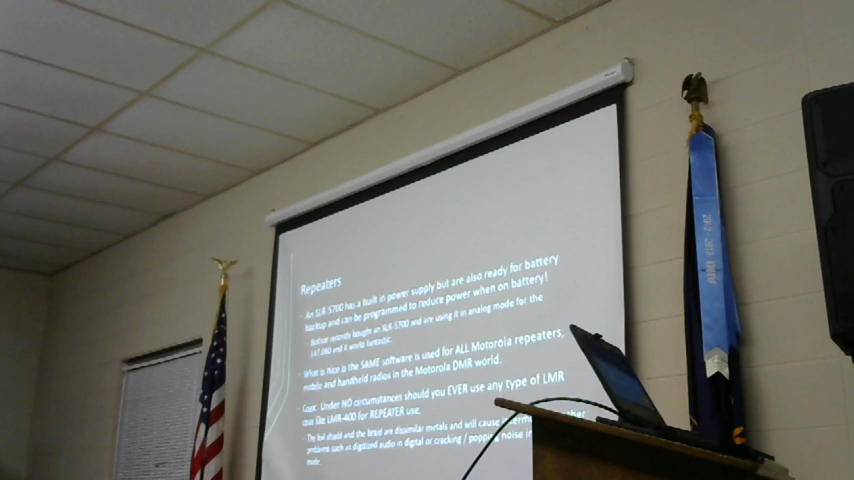 Repeaters
An SLR-5700 has a built in power supply but are also ready for battery
backup and can be programmed to reduce power when on battery!
recently bought an SLR-5700 and are using it in analog mode for the
147.060 and it works fantastic.
What is nice is the SAME software is used for ALL Motorola repeaters,
mobile and handheld radios in the Motorola DMR world.
Coax: Under NO circumstances should you EVER use any type of LMR
coax like LMR-400 for REPEATER use.
The foil shield and the braid are dissimilar metals and will cause
problems such as digitized audio in digital or cracking / popping noise in
mode.